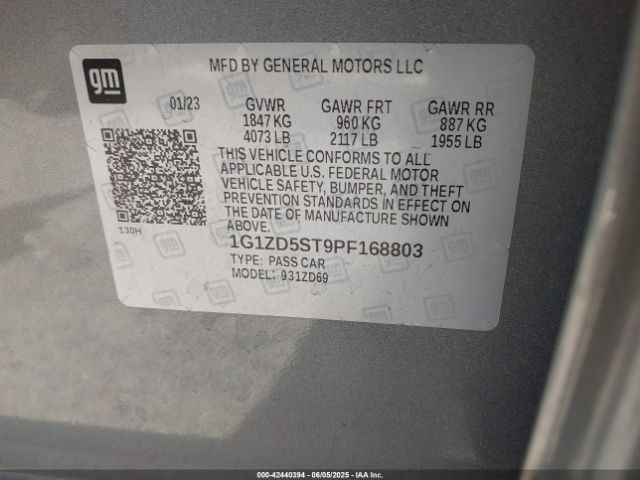 gm
MFD BY GENERAL MOTORS LLC
01/23 GVWR GAWR FRT GAWR RR
1847 KG 960 KG 887 KG
4073 LB 2117 LB 1955 LB
THIS VEHICLE CONFORMS TO ALL
APPLICABLE U.S. FEDERAL MOTOR
VEHICLE SAFETY, BUMPER, AND THEFT
PREVENTION STANDARDS IN EFFECT ON
THE DATE OF MANUFACTURE SHOWN
ABOVE.
130H
1G1ZD5ST9PF168803
TYPE: PASS CAR
MODEL: 931ZD69
000-42440394 - 06/05/2025 - IAA Inc.